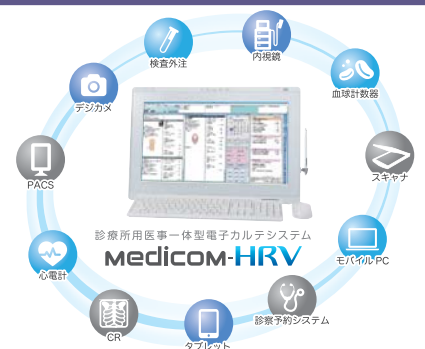 検査外注
内視鏡
デジカメ
血球計数器
PACS
スキャナ
診療所用医事一体型電子カルテシステム
Medicom-HRV
心電計
モバイル PC
CR
診察予約システム
タブレット